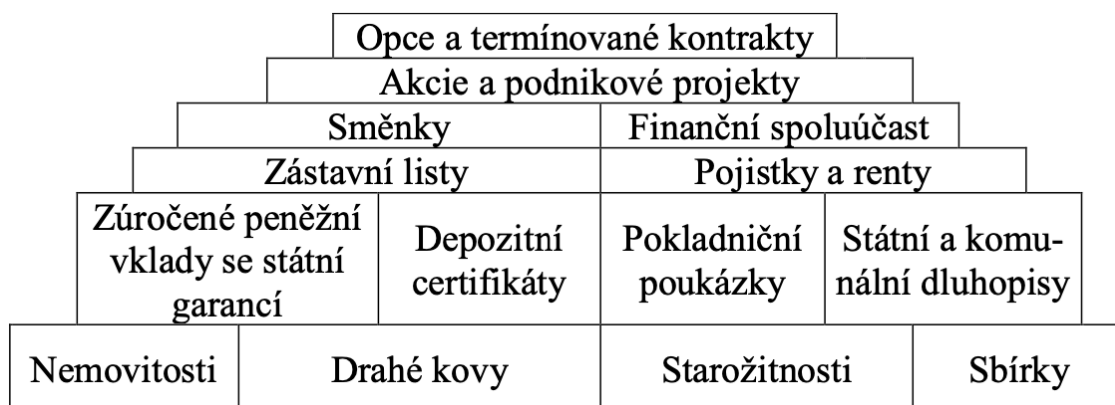 Opce a termínované kontrakty
Akcie a podnikové projekty
Směnky
Finanční spoluúčast
Zástavní listy
Pojistky a renty
Zúročené peněžní
vklady se státní
garancí
Depozitní
certifikáty
Pokladniční
poukázky
Státní a komu-
nální dluhopisy
Nemovitosti
Drahé kovy
Starožitnosti
Sbírky